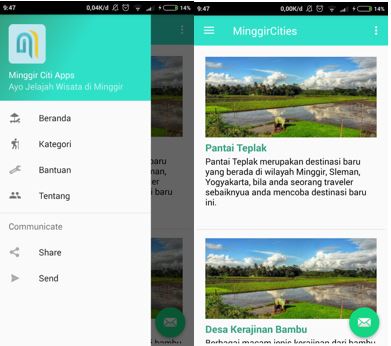 9:47
0,04K/d
14%
Minggir Citi Apps
Ayo Jelajah Wisata di Minggir
Beranda
Kategori
Bantuan
Tentang
Communicate
Share
Send
9:47
0,00K/d
14%
MinggirCities
Pantai Teplak
Pantai Teplak merupakan destinasi baru
yang berada di wilayah Minggir, Sleman,
Yogyakarta, bila anda seorang traveler
sebaiknyua anda mencoba destinasi baru
ini.
Desa Kerajinan Bambu
Berbagai macam jenis kerajinan dari bambu